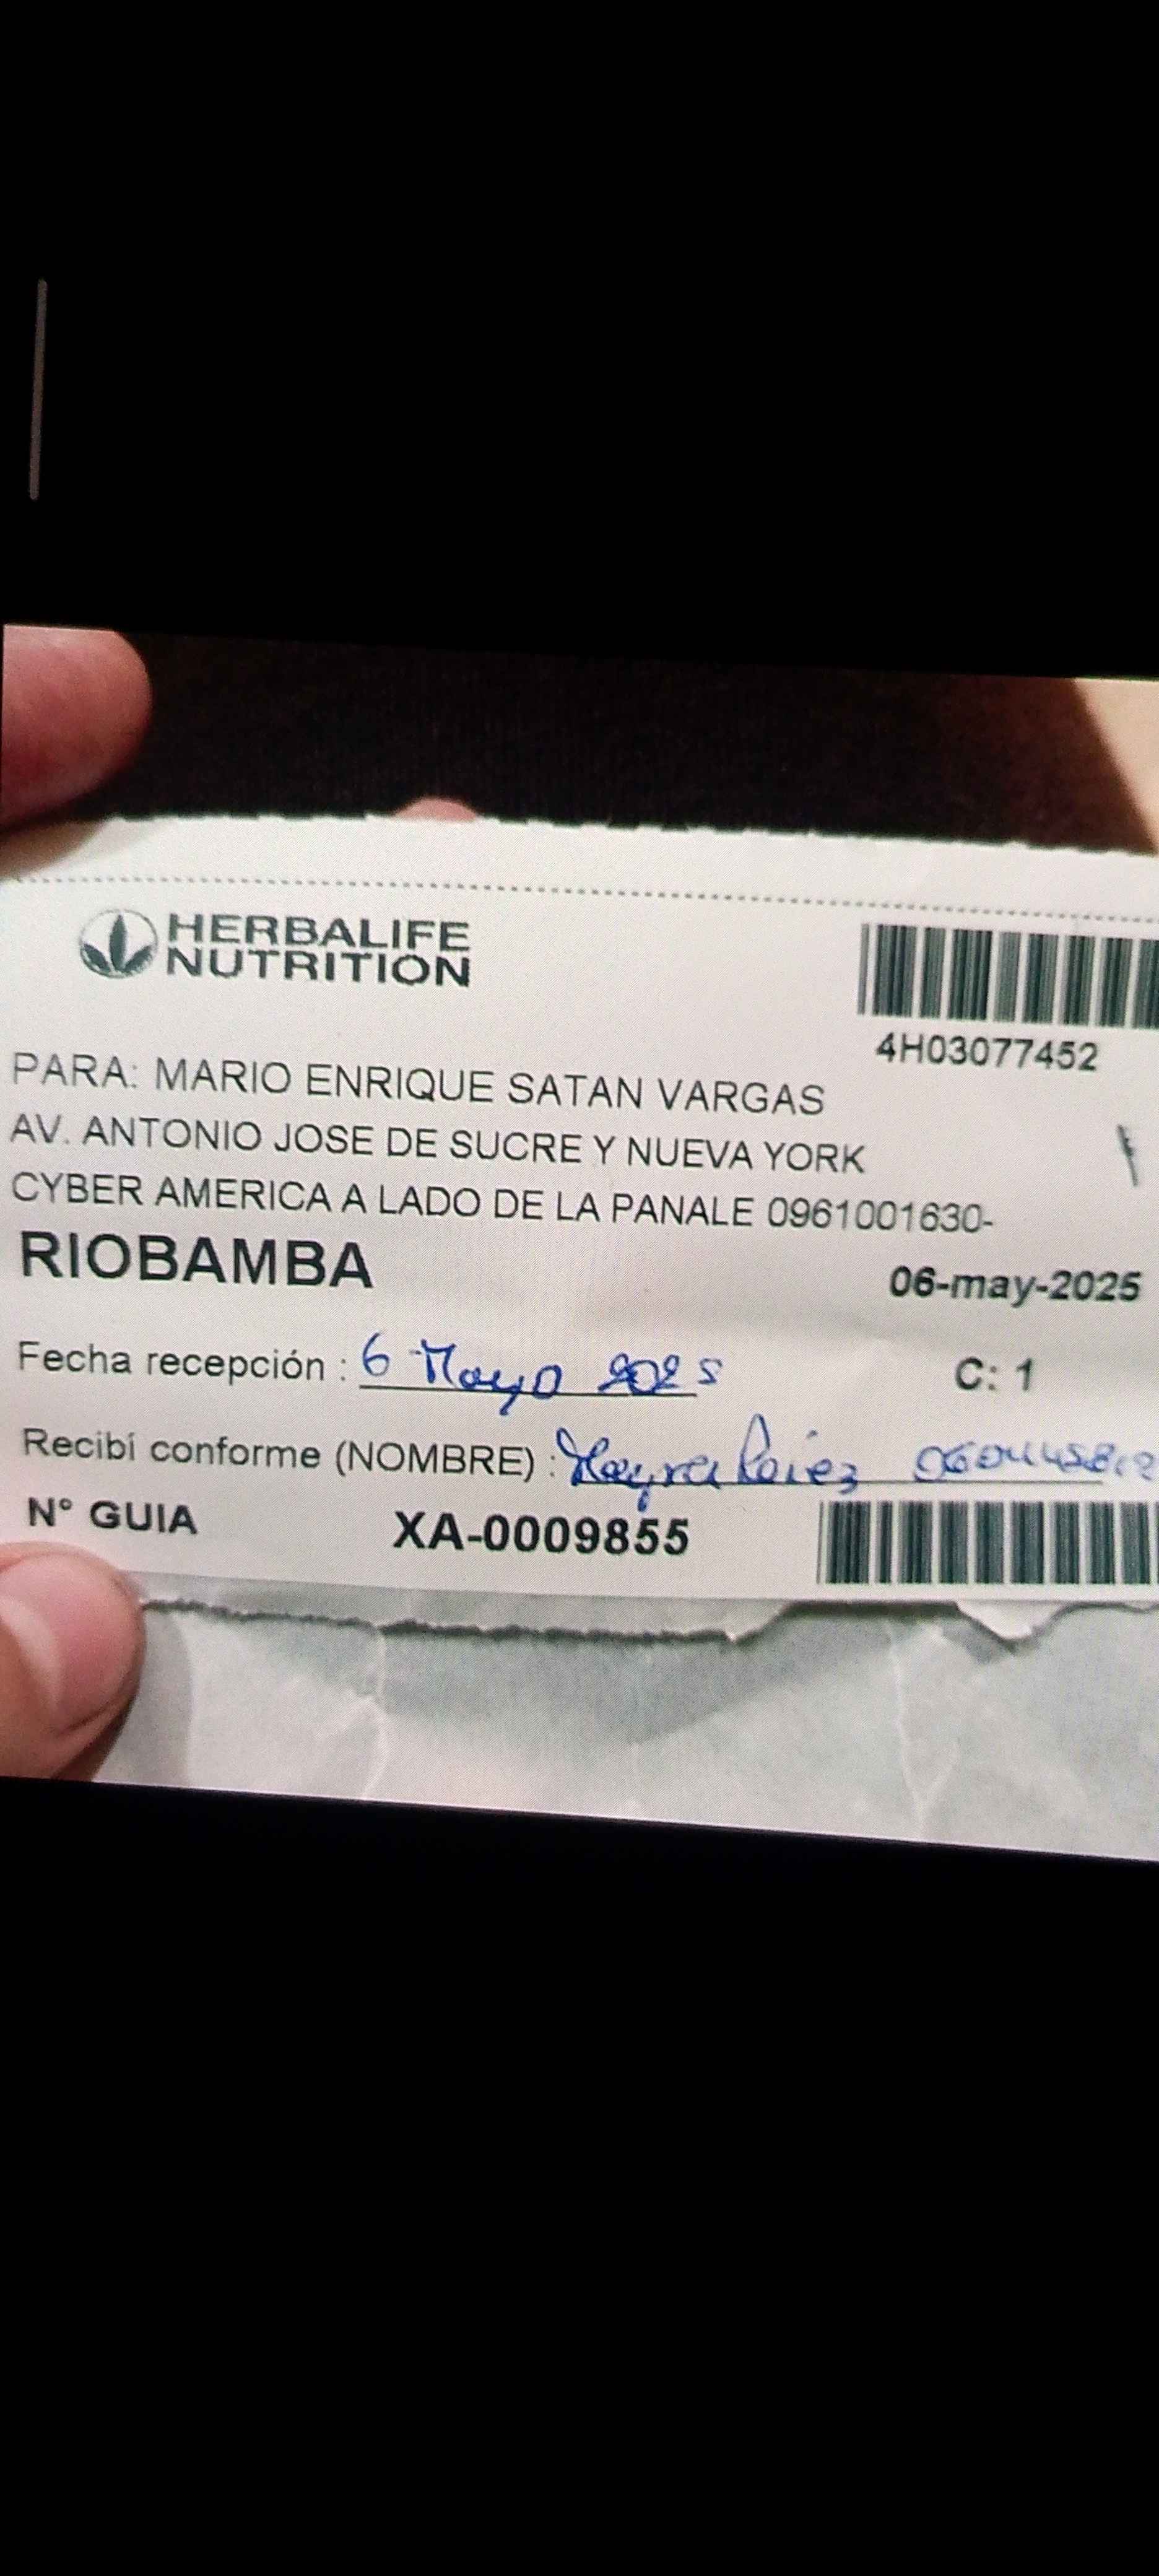 HERBALIFE
NUTRITION
4H03077452
PARA: MARIO ENRIQUE SATAN VARGAS
AV. ANTONIO JOSE DE SUCRE Y NUEVA YORK
CYBER AMERICA A LADO DE LA PANALE 0961001630-
RIOBAMBA
06-may-2025
Fecha recepción : 6 Mayo 2025
C: 1
Recibí conforme (NOMBRE) : Mayra
N° GUIA XA-0009855